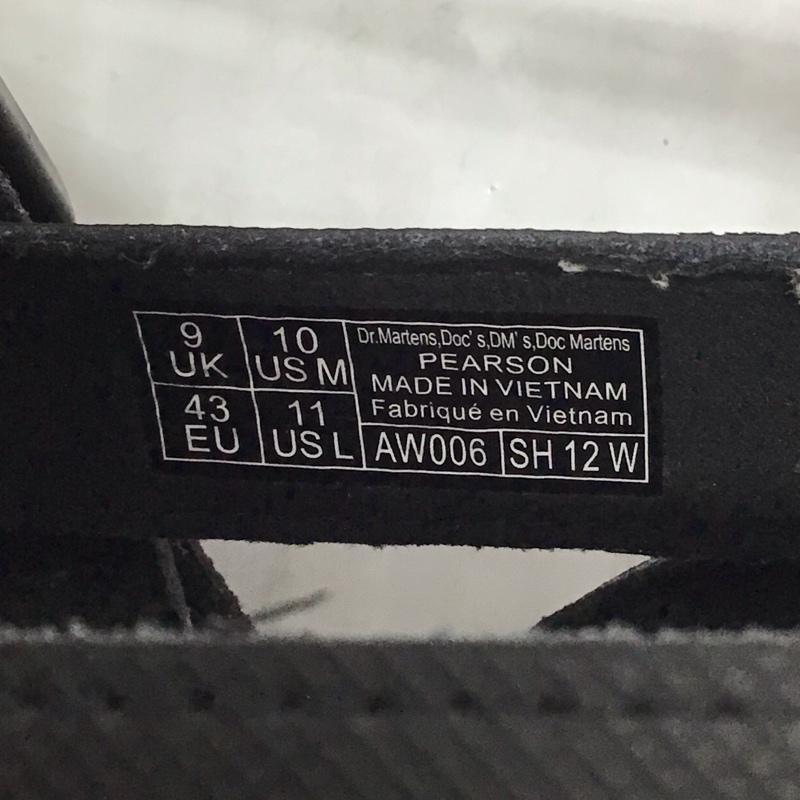 9
UK
10
US M
43
EU
11
US L
Dr.Martens,Doc's,DM's,Doc Martens
PEARSON
MADE IN VIETNAM
Fabriqué en Vietnam
AW006
SH 12 W